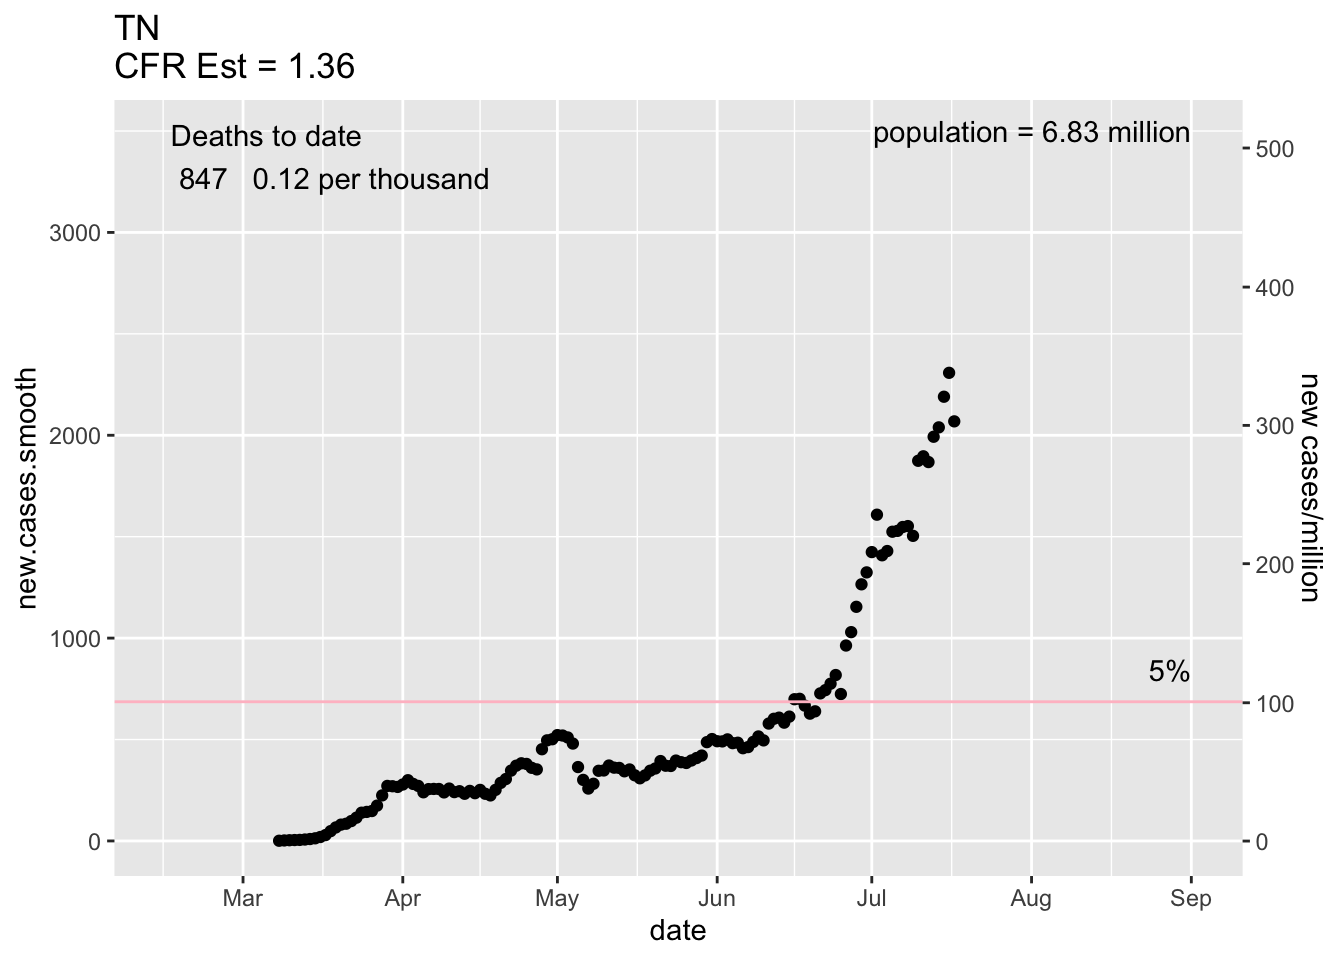 TN
CFR Est = 1.36
Deaths to date
847 0.12 per thousand
population = 6.83 million
5%
new.cases.smooth
3000
2000
1000
0
new cases/million
500
400
300
200
100
0
Mar Apr May Jun Jul Aug Sep
date